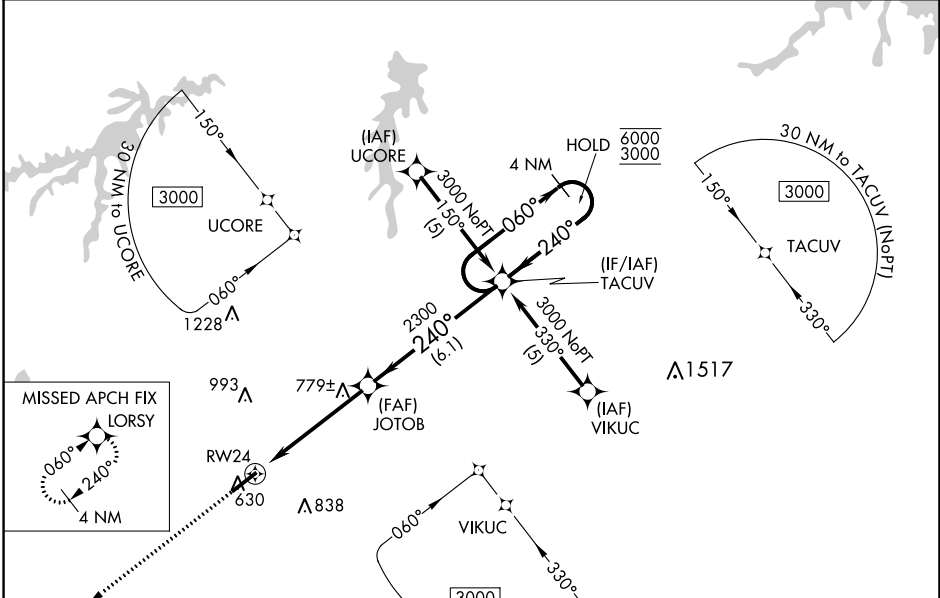 30 NM to UCORE
150°
3000
UCORE
060°
1228
(IAF)
UCORE
3000 NoPT
150°
(5)
4 NM
HOLD
6000
3000
060°
240°
(IF/IAF)
TACUV
30 NM to TACUV (NoPT)
150°
3000
TACUV
330°
2300
240°
(6.1)
3000 NoPT
330°
(5)
(IAF)
VIKUC
1517
993
779±
(FAF)
JOTOB
MISSED APCH FIX
LORSY
060°
240°
4 NM
RW24
630
838
060°
VIKUC
330°
3000